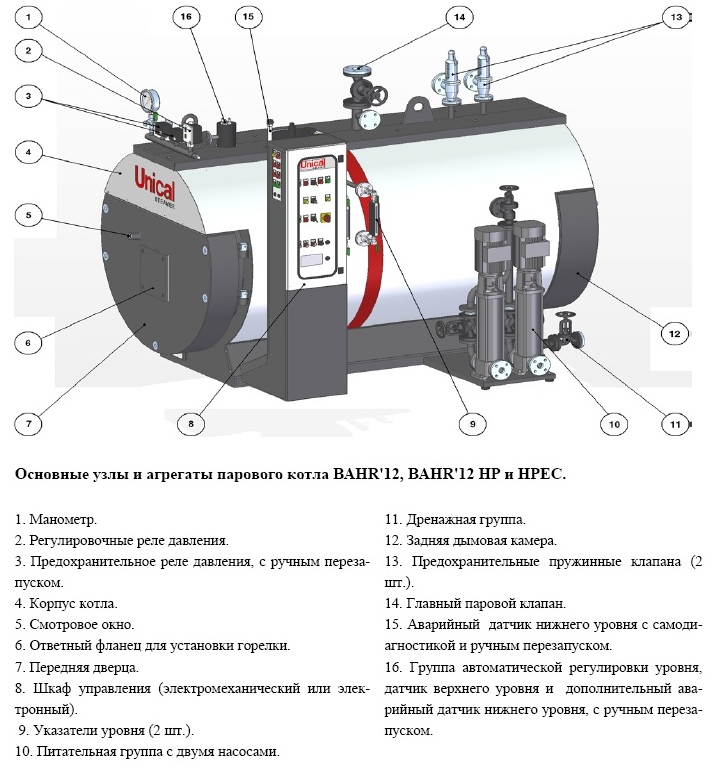 1
16
15
14
13
2
3
4
Unical
STEAMER
Unical
5
6
12
7
8
9
10
11
Основные узлы и агрегаты парового котла BAHR'12, BAHR'12 HP и HPEC.
1. Манометр.
2. Регулировочные реле давления.
3. Предохранительное реле давления, с ручным переза-
пуском.
4. Корпус котла.
5. Смотровое окно.
6. Ответный фланец для установки горелки.
7. Передняя дверца.
8. Шкаф управления (электромеханический или элек-
тронный).
9. Указатели уровня (2 шт.).
10. Питательная группа с двумя насосами.
11. Дренажная группа.
12. Задняя дымовая камера.
13. Предохранительные пружинные клапана (2
шт.).
14. Главный паровой клапан.
15. Аварийный датчик нижнего уровня с самоди-
агностикой и ручным перезапуском.
16. Группа автоматической регулировки уровня,
датчик верхнего уровня и дополнительный ава-
рийный датчик нижнего уровня, с ручным переза-
пуском.